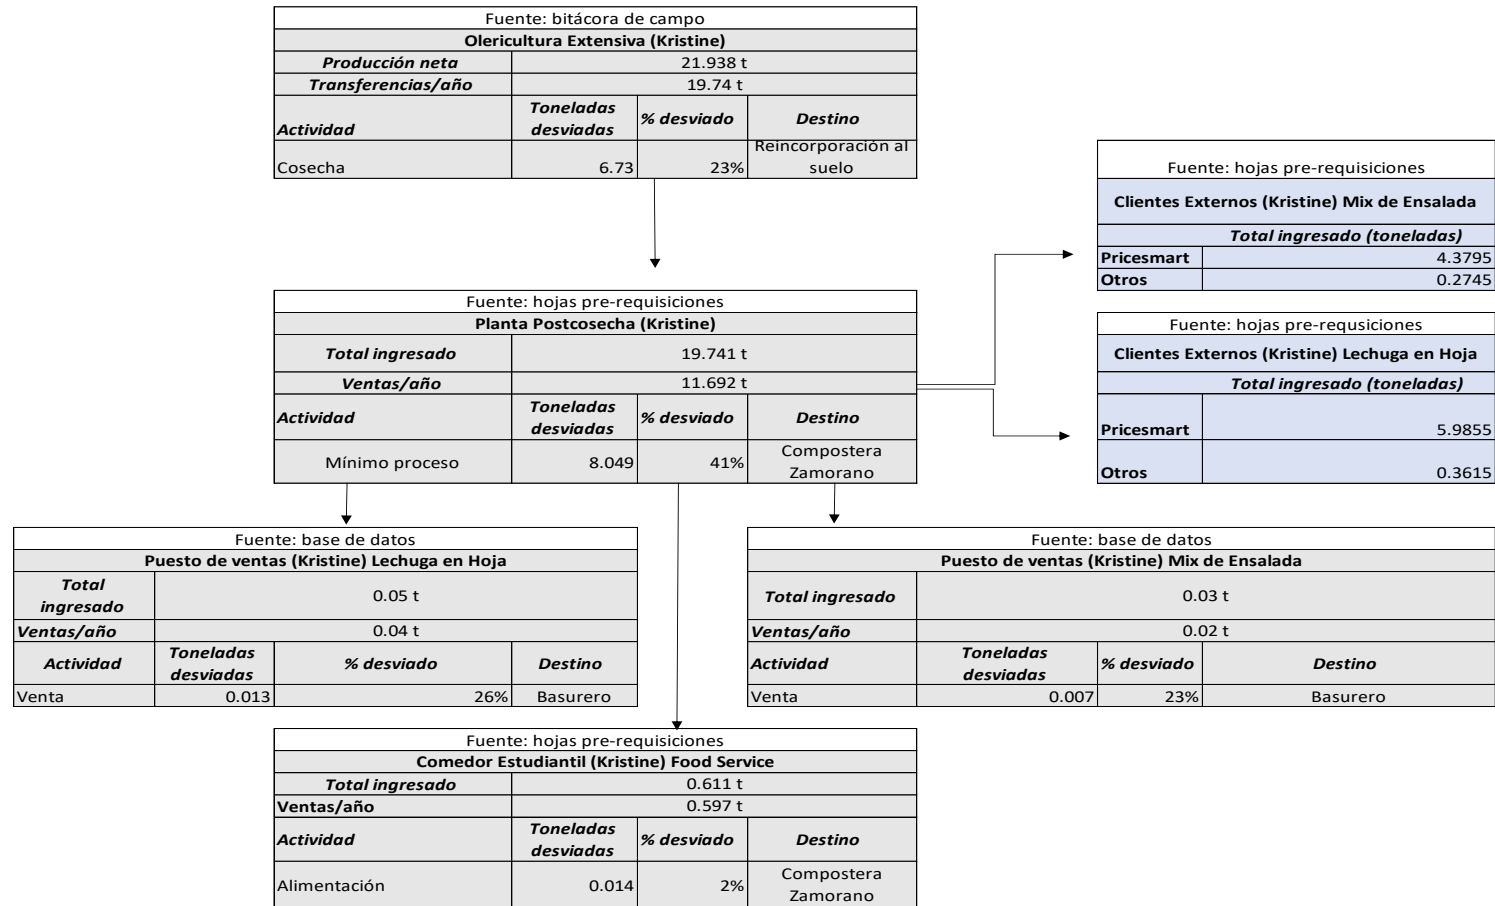 Fuente: bitácora de campo
Olericultura Extensiva (Kristine)
Producción neta 21.938 t
Transferencias/año 19.74 t
Actividad Toneladas desviadas % desviado Destino
Cosecha 6.73 23% Reincorporación al suelo
Fuente: hojas pre-requisiciones
Clientes Externos (Kristine) Mix de Ensalada
Total ingresado (toneladas)
Pricesmart 4.3795
Otros 0.2745
Fuente: hojas pre-requisiciones
Planta Postcosecha (Kristine)
Total ingresado 19.741 t
Ventas/año 11.692 t
Actividad Toneladas desviadas % desviado Destino
Mínimo proceso 8.049 41% Compostera Zamorano
Fuente: hojas pre-requsiciones
Clientes Externos (Kristine) Lechuga en Hoja
Total ingresado (toneladas)
Pricesmart 5.9855
Otros 0.3615
Fuente: base de datos
Puesto de ventas (Kristine) Lechuga en Hoja
Total ingresado 0.05 t
Ventas/año 0.04 t
Actividad Toneladas desviadas % desviado Destino
Venta 0.013 26% Basurero
Fuente: base de datos
Puesto de ventas (Kristine) Mix de Ensalada
Total ingresado 0.03 t
Ventas/año 0.02 t
Actividad Toneladas desviadas % desviado Destino
Venta 0.007 23% Basurero
Fuente: hojas pre-requisiciones
Comedor Estudiantil (Kristine) Food Service
Total ingresado 0.611 t
Ventas/año 0.597 t
Actividad Toneladas desviadas % desviado Destino
Alimentación 0.014 2% Compostera Zamorano